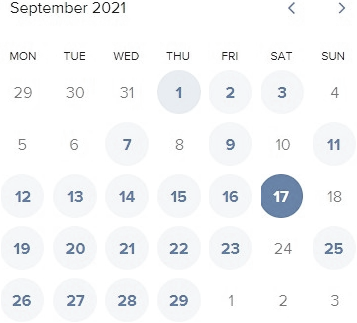 September 2021
MON TUE WED THU FRI SAT SUN
29 30 31 1 2 3 4
5 6 7 8 9 10 11
12 13 14 15 16 17 18
19 20 21 22 23 24 25
26 27 28 29 1 2 3